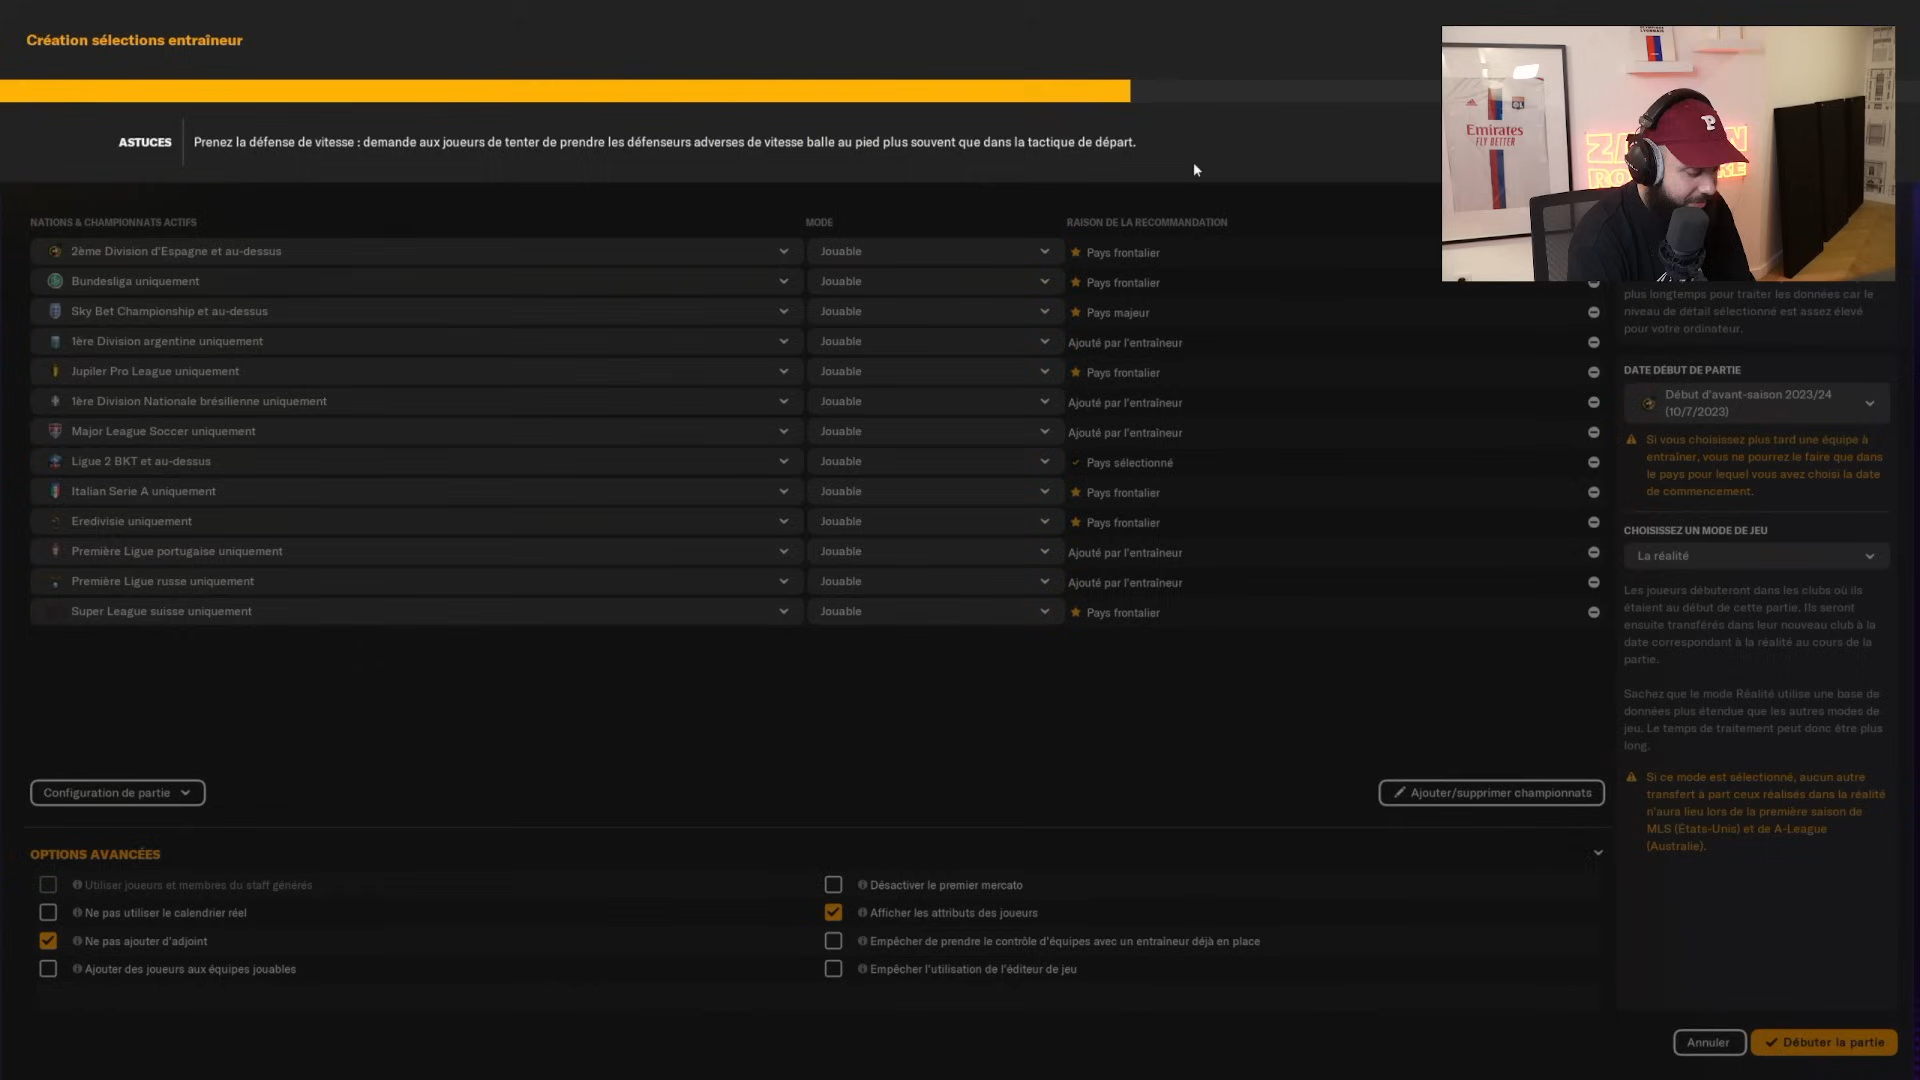 Création sélections entraîneur
ASTUCES
Prenez la défense de vitesse : demande aux joueurs de tenter de prendre les défenseurs adverses de vitesse balle au pied plus souvent que dans la tactique de départ.
OLYMPIQUE
LYONNAIS
OL
Emirates
FLY BETTER
P
NATIONS & CHAMPIONNATS ACTIFS
MODE
RAISON DE LA RECOMMANDATION
2ème Division d'Espagne et au-dessus
Jouable
Pays frontalier
Bundesliga uniquement
Jouable
Pays frontalier
Sky Bet Championship et au-dessus
Jouable
Pays majeur
1ère Division argentine uniquement
Jouable
Ajouté par l'entraîneur
Jupiler Pro League uniquement
Jouable
Pays frontalier
1ère Division Nationale brésilienne uniquement
Jouable
Ajouté par l'entraîneur
Major League Soccer uniquement
Jouable
Ajouté par l'entraîneur
Ligue 2 BKT et au-dessus
Jouable
Pays sélectionné
Italian Serie A uniquement
Jouable
Pays frontalier
Eredivisie uniquement
Jouable
Pays frontalier
Première Ligue portugaise uniquement
Jouable
Ajouté par l'entraîneur
Première Ligue russe uniquement
Jouable
Ajouté par l'entraîneur
Super League suisse uniquement
Jouable
Pays frontalier
plus longtemps pour traiter les données car le
niveau de détail sélectionné est assez élevé
pour votre ordinateur.
DATE DÉBUT DE PARTIE
Début d'avant-saison 2023/24
(10/7/2023)
Si vous choisissez plus tard une équipe à
entraîner, vous ne pourrez le faire que dans
le pays pour lequel vous avez choisi la date
de commencement.
CHOISISSEZ UN MODE DE JEU
La réalité
Les joueurs débuteront dans les clubs où ils
étaient au début de cette partie. Ils seront
ensuite transférés dans leur nouveau club à la
date correspondant à la réalité au cours de la
partie.
Sachez que le mode Réalité utilise une base de
données plus étendue que les autres modes de
jeu. Le temps de traitement peut donc être plus
long.
Si ce mode est sélectionné, aucun autre
transfert à part ceux réalisés dans la réalité
n'aura lieu lors de la première saison de
MLS (États-Unis) et de A-League
(Australie).
Configuration de partie
Ajouter/supprimer championnats
OPTIONS AVANCÉES
Utiliser joueurs et membres du staff générés
Désactiver le premier mercato
Ne pas utiliser le calendrier réel
Afficher les attributs des joueurs
Ne pas ajouter d'adjoint
Empêcher de prendre le contrôle d'équipes avec un entraîneur déjà en place
Ajouter des joueurs aux équipes jouables
Empêcher l'utilisation de l'éditeur de jeu
Annuler
Débuter la partie